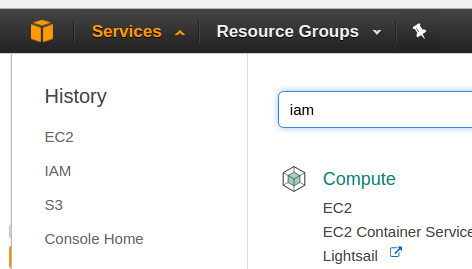 Services
Resource Groups
History
EC2
IAM
S3
Console Home
iam
Compute
EC2
EC2 Container Service
Lightsail